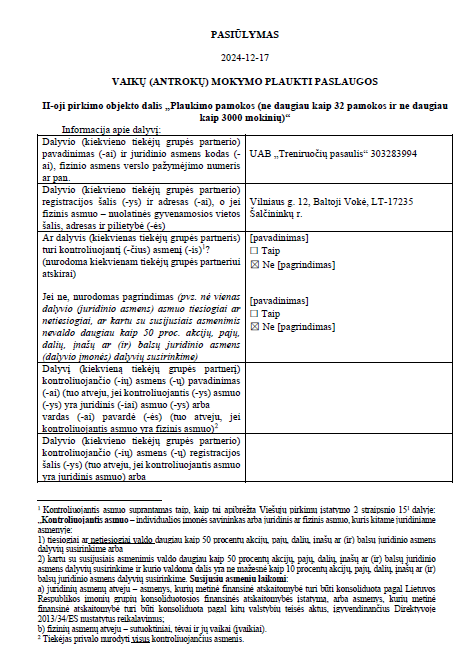 PASIŪLYMAS
2024-12-17
VAIKŲ (ANTROKŲ) MOKYMO PLAUKTI PASLAUGOS
II-oji pirkimo objekto dalis „Plaukimo pamokos (ne daugiau kaip 32 pamokos ir ne daugiau
kaip 3000 mokinių)“
Informacija apie dalyvį:
Dalyvio (kiekvieno tiekėjų grupės partnerio)
pavadinimas (-ai) ir juridinio asmens kodas (-
ai), fizinio asmens verslo pažymėjimo numeris
ar pan.
UAB „Treniruočių pasaulis“ 303283994
Dalyvio (kiekvieno tiekėjų grupės partnerio)
registracijos šalis (-ys) ir adresas (-ai), o jei
fizinis asmuo – nuolatinės gyvenamosios vietos
šalis, adresas ir pilietybė (-ės)
Vilniaus g. 12, Baltoji Vokė, LT-17235
Šalčininkų r.
Ar dalyvis (kiekvienas tiekėjų grupės partneris)
turi kontroliuojantį (-čius) asmenį (-is)¹?
(nurodoma kiekvienam tiekėjų grupės partneriui
atskirai)
[pavadinimas]
☐ Taip
☒ Ne [pagrindimas]
Jei ne, nurodomas pagrindimas (pvz. nė vienas
dalyvio (juridinio asmens) asmuo tiesiogiai ar
netiesiogiai, ar kartu su susijusiais asmenimis
nevaldo daugiau kaip 50 proc. akcijų, pajų,
dalių, įnašų ar (ir) balsų juridinio asmens
(dalyvio įmonės) dalyvių susirinkime)
[pavadinimas]
☐ Taip
☒ Ne [pagrindimas]
Dalyvį (kiekvieną tiekėjų grupės partnerį)
kontroliuojančio (-ių) asmens (-ų) pavadinimas
(-ai) (tuo atveju, jei kontroliuojantis (-ys) asmuo
(-ys) yra juridinis (-iai) asmuo (-ys) arba
vardas (-ai) pavardė (-ės) (tuo atveju, jei
kontroliuojantis asmuo yra fizinis asmuo)²
Dalyvio (kiekvieno tiekėjų grupės partnerio)
kontroliuojančio (-ių) asmens (-ų) registracijos
šalis (-ys) (tuo atveju, jei kontroliuojantis asmuo
yra juridinis asmuo) arba
¹ Kontroliuojantis asmuo suprantamas taip, kaip tai apibrėžta Viešųjų pirkimų įstatymo 2 straipsnio 15¹ dalyje:
„Kontroliuojantis asmuo – individualios įmonės savininkas arba juridinis ar fizinis asmuo, kuris kitame juridiniame
asmenyje:
1) tiesiogiai ar netiesiogiai valdo daugiau kaip 50 procentų akcijų, pajų, dalių, įnašų ar (ir) balsų juridinio asmens
dalyvių susirinkime arba
2) kartu su susijusiais asmenimis valdo daugiau kaip 50 procentų akcijų, pajų, dalių, įnašų ar (ir) balsų juridinio
asmens dalyvių susirinkime ir kurio valdoma dalis yra ne mažesnė kaip 10 procentų akcijų, pajų, dalių, įnašų ar (ir)
balsų juridinio asmens dalyvių susirinkime. Susijusiu asmeniu laikomi:
a) juridinių asmenų atveju – asmenys, kurių metinė finansinė atskaitomybė turi būti konsoliduota pagal Lietuvos
Respublikos įmonių grupių konsoliduotosios finansinės atskaitomybės įstatymą, arba asmenys, kurių metinė
finansinė atskaitomybė turi būti konsoliduota pagal kitų valstybių teisės aktus, įgyvendinančius Direktyvoje
2013/34/ES nustatytus reikalavimus;
b) fizinių asmenų atveju – sutuoktiniai, tėvai ir jų vaikai (įvaikiai).
² Tiekėjas privalo nurodyti visus kontroliuojančius asmenis.